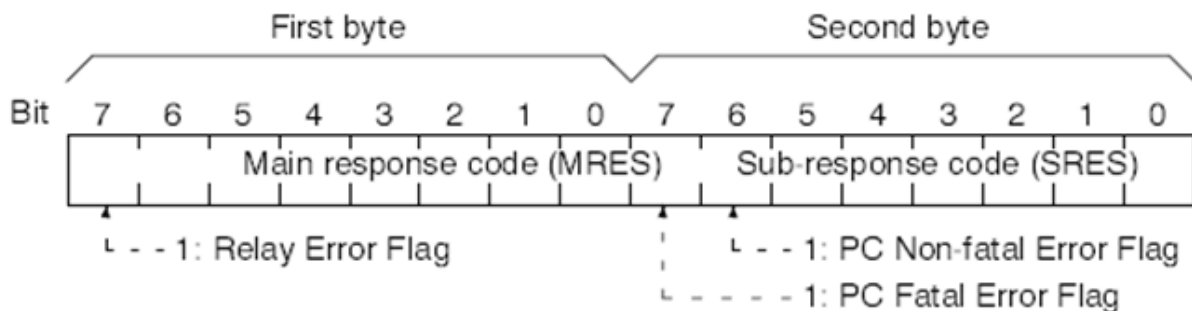 First byte Second byte
Bit 7 6 5 4 3 2 1 0 7 6 5 4 3 2 1 0
Main response code (MRES) Sub-response code (SRES)
1: Relay Error Flag 1: PC Non-fatal Error Flag
1: PC Fatal Error Flag